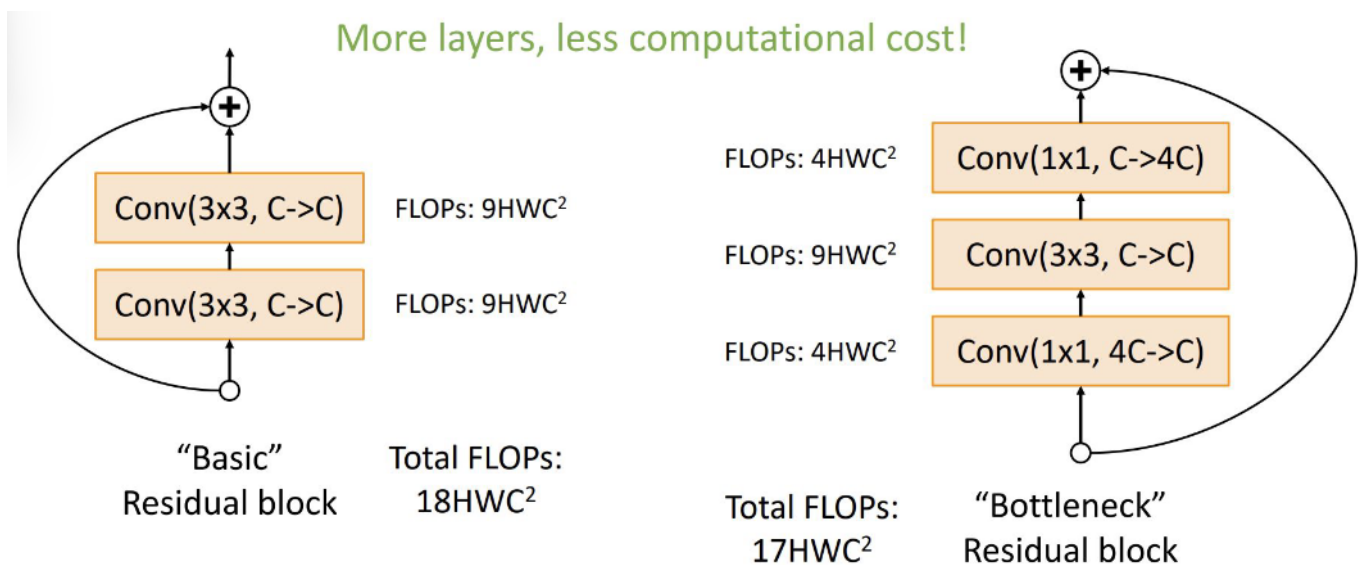 More layers, less computational cost!
Conv(3x3, C->C)
FLOPs: 9HWC²
Conv(3x3, C->C)
FLOPs: 9HWC²
“Basic”
Residual block
Total FLOPs:
18HWC²
FLOPs: 4HWC²
Conv(1x1, C->4C)
FLOPs: 9HWC²
Conv(3x3, C->C)
FLOPs: 4HWC²
Conv(1x1, 4C->C)
Total FLOPs:
17HWC²
“Bottleneck”
Residual block